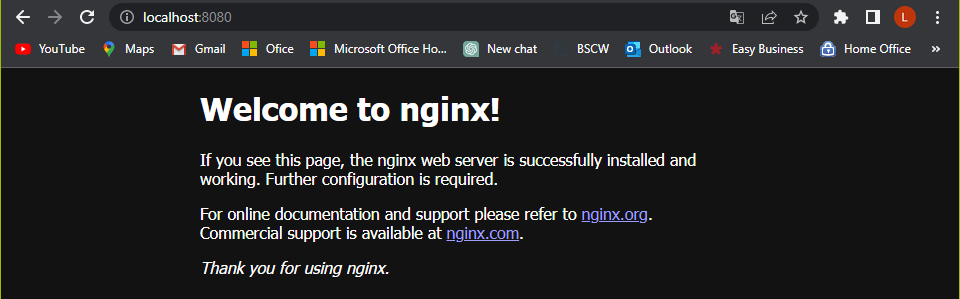 localhost:8080
L
YouTube Maps Gmail Ofice Microsoft Office Ho... New chat BSCW Outlook Easy Business Home Office »
Welcome to nginx!
If you see this page, the nginx web server is successfully installed and
working. Further configuration is required.
For online documentation and support please refer to nginx.org.
Commercial support is available at nginx.com.
Thank you for using nginx.